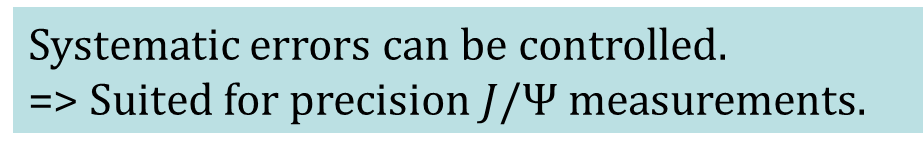 Systematic errors can be controlled.
=> Suited for precision J/Ψ measurements.